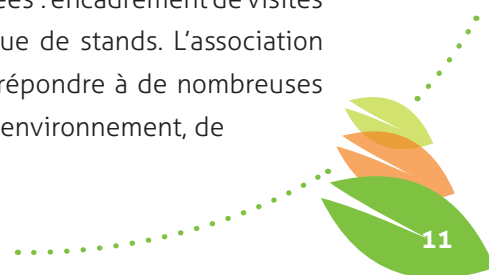 ées : encadrement de visites
ue de stands. L’association
répondre à de nombreuses
environnement, de
11